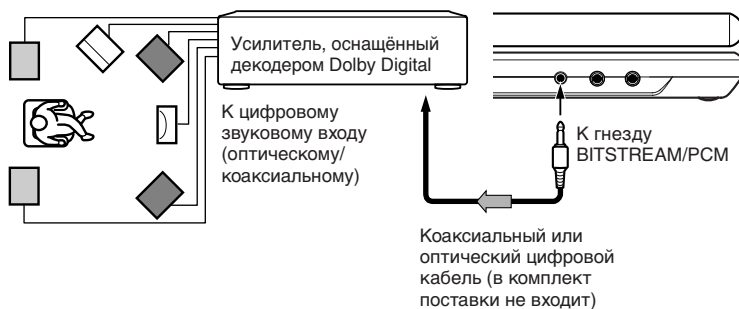 Усилитель, оснащённый
декодером Dolby Digital
К цифровому
звуковому входу
(оптическому/
коаксиальному)
К гнезду
BITSTREAM/PCM
Коаксиальный или
оптический цифровой
кабель (в комплект
поставки не входит)